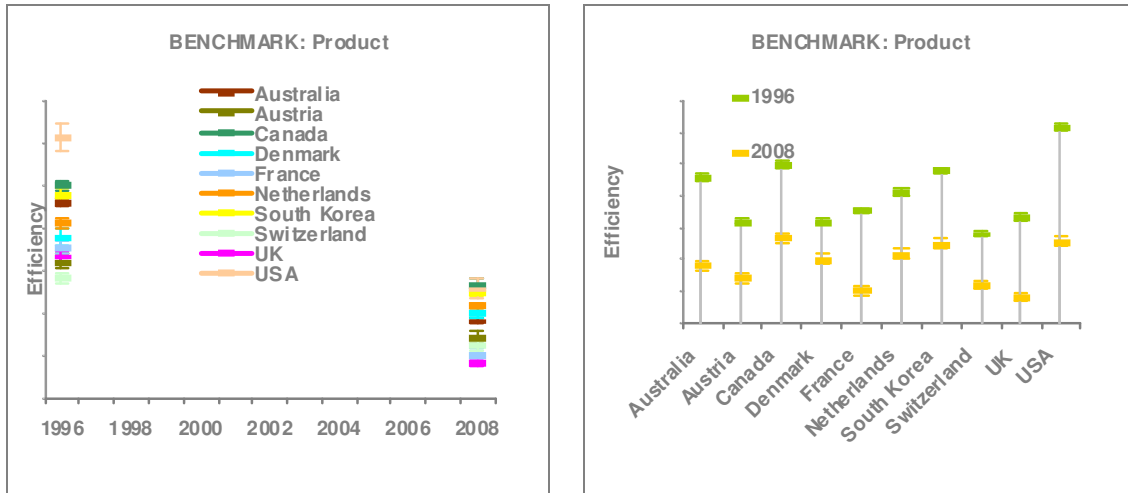 BENCHMARK: Product
Australia
Austria
Canada
Denmark
France
Netherlands
South Korea
Switzerland
UK
USA
Efficiency
1996 1998 2000 2002 2004 2006 2008
BENCHMARK: Product
1996
2008
Efficiency
Australia
Austria
Canada
Denmark
France
Netherlands
South Korea
Switzerland
UK
USA